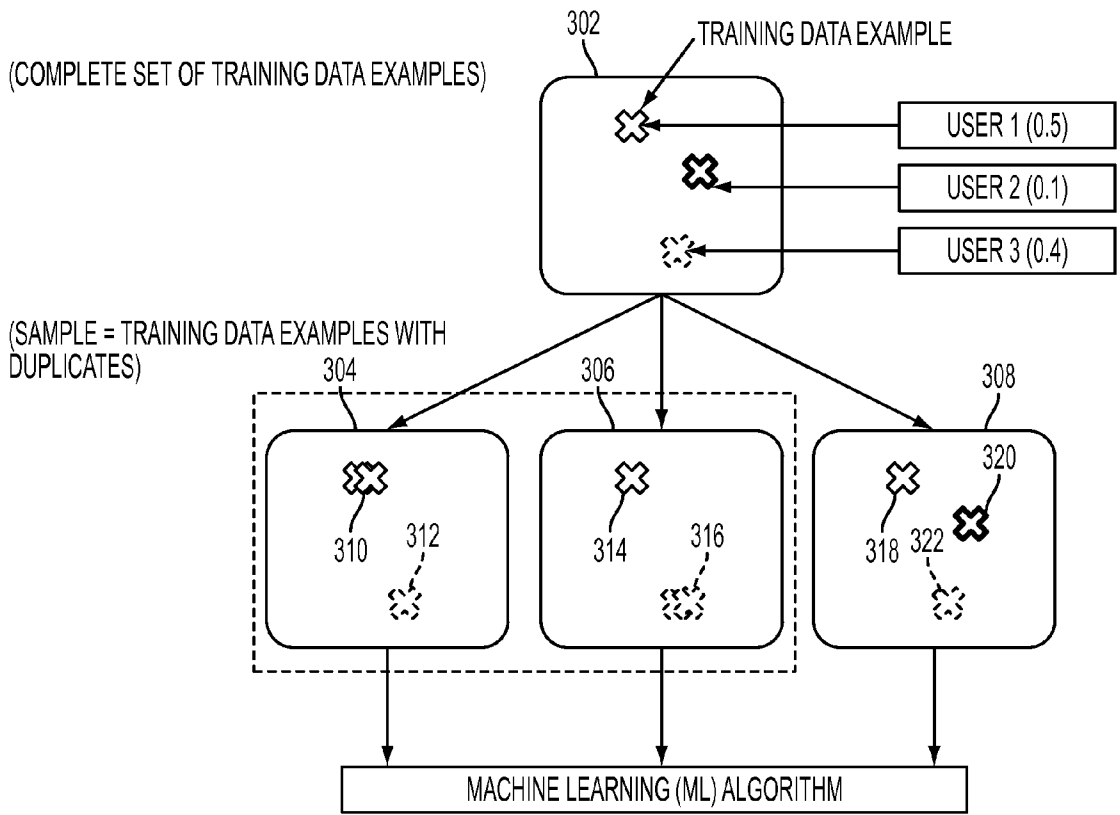 302
TRAINING DATA EXAMPLE
(COMPLETE SET OF TRAINING DATA EXAMPLES)
USER 1 (0.5)
USER 2 (0.1)
USER 3 (0.4)
(SAMPLE = TRAINING DATA EXAMPLES WITH
DUPLICATES)
304
306
308
320
310
312
314
316
318
322
MACHINE LEARNING (ML) ALGORITHM